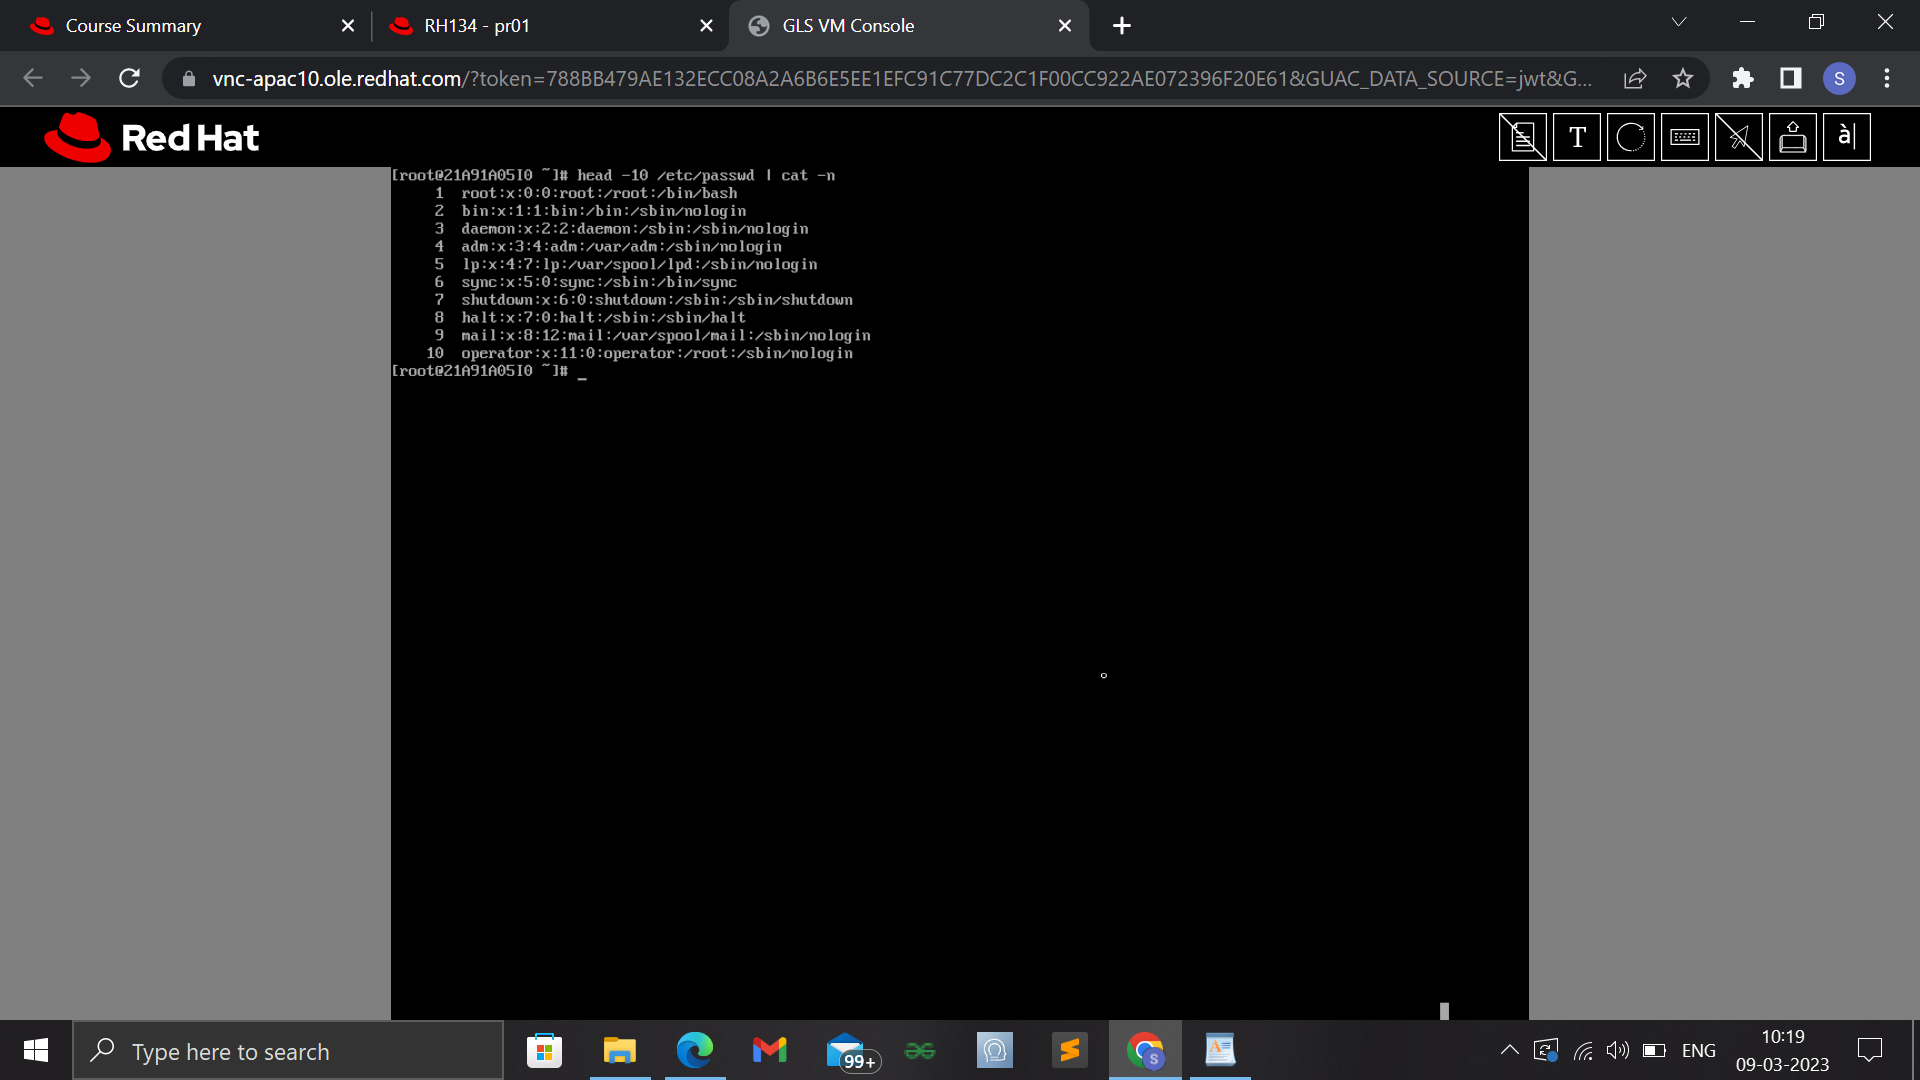 Course Summary
RH134 - pr01
GLS VM Console
vnc-apac10.ole.redhat.com/?token=788BB479AE132ECC08A2A6B6E5EE1EFC91C77DC2C1F00CC922AE072396F20E61&GUAC_DATA_SOURCE=jwt&G...
S
Red Hat
T
à
[root@21A91A05I0 ~]# head -10 /etc/passwd | cat -n
1 root:x:0:0:root:/root:/bin/bash
2 bin:x:1:1:bin:/bin:/sbin/nologin
3 daemon:x:2:2:daemon:/sbin:/sbin/nologin
4 adm:x:3:4:adm:/var/adm:/sbin/nologin
5 lp:x:4:7:lp:/var/spool/lpd:/sbin/nologin
6 sync:x:5:0:sync:/sbin:/bin/sync
7 shutdown:x:6:0:shutdown:/sbin:/sbin/shutdown
8 halt:x:7:0:halt:/sbin:/sbin/halt
9 mail:x:8:12:mail:/var/spool/mail:/sbin/nologin
10 operator:x:11:0:operator:/root:/sbin/nologin
[root@21A91A05I0 ~]# _
Type here to search
99+
S
ENG
10:19
09-03-2023